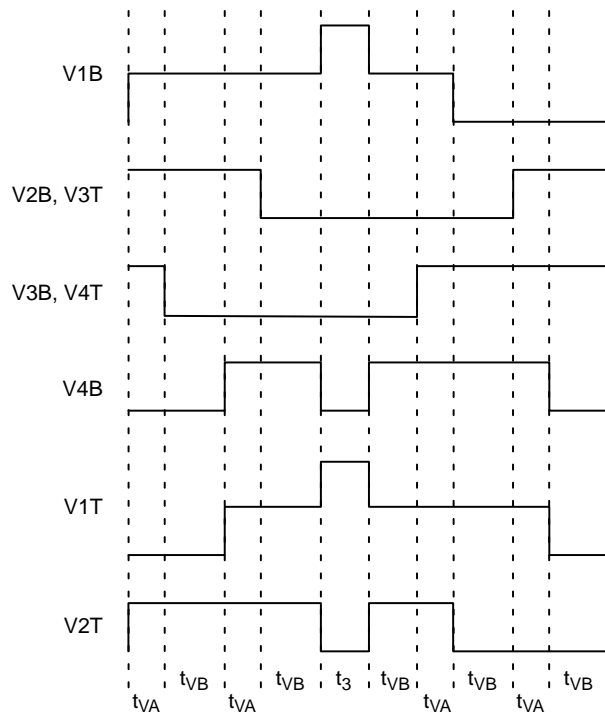 V1B
V2B, V3T
V3B, V4T
V4B
V1T
V2T
tVB tVB t3 tVB tVB tVB
tVA tVA tVA tVA